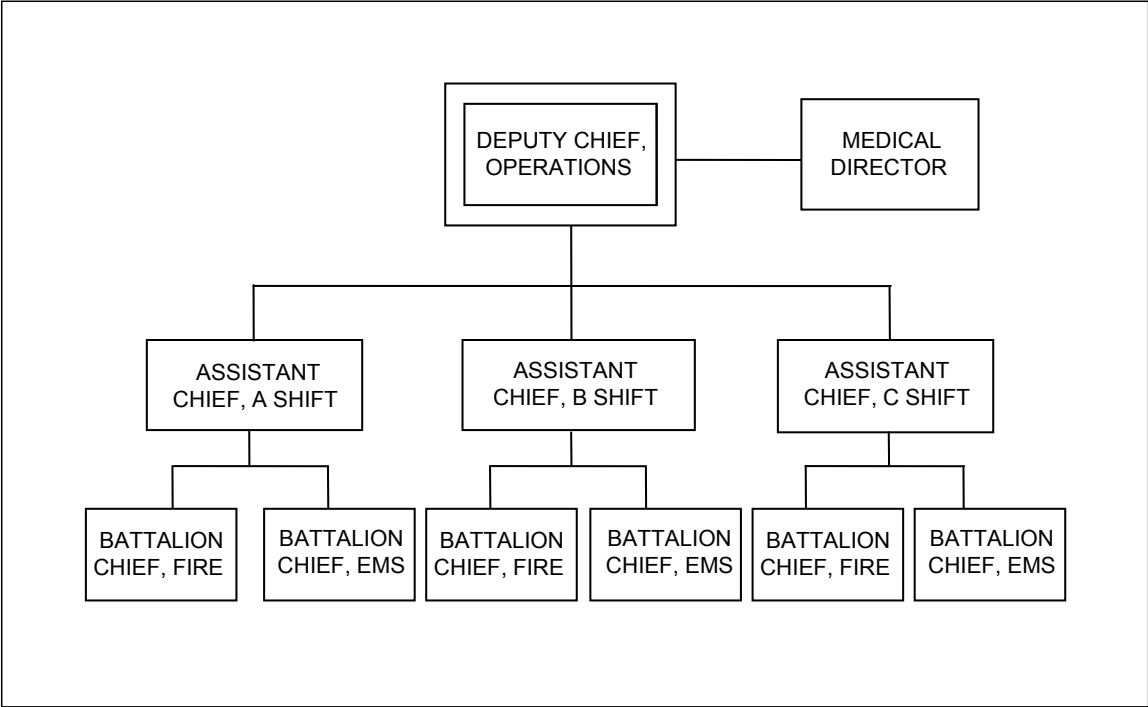 DEPUTY CHIEF,
OPERATIONS
MEDICAL
DIRECTOR
ASSISTANT
CHIEF, A SHIFT
ASSISTANT
CHIEF, B SHIFT
ASSISTANT
CHIEF, C SHIFT
BATTALION
CHIEF, FIRE
BATTALION
CHIEF, EMS
BATTALION
CHIEF, FIRE
BATTALION
CHIEF, EMS
BATTALION
CHIEF, FIRE
BATTALION
CHIEF, EMS